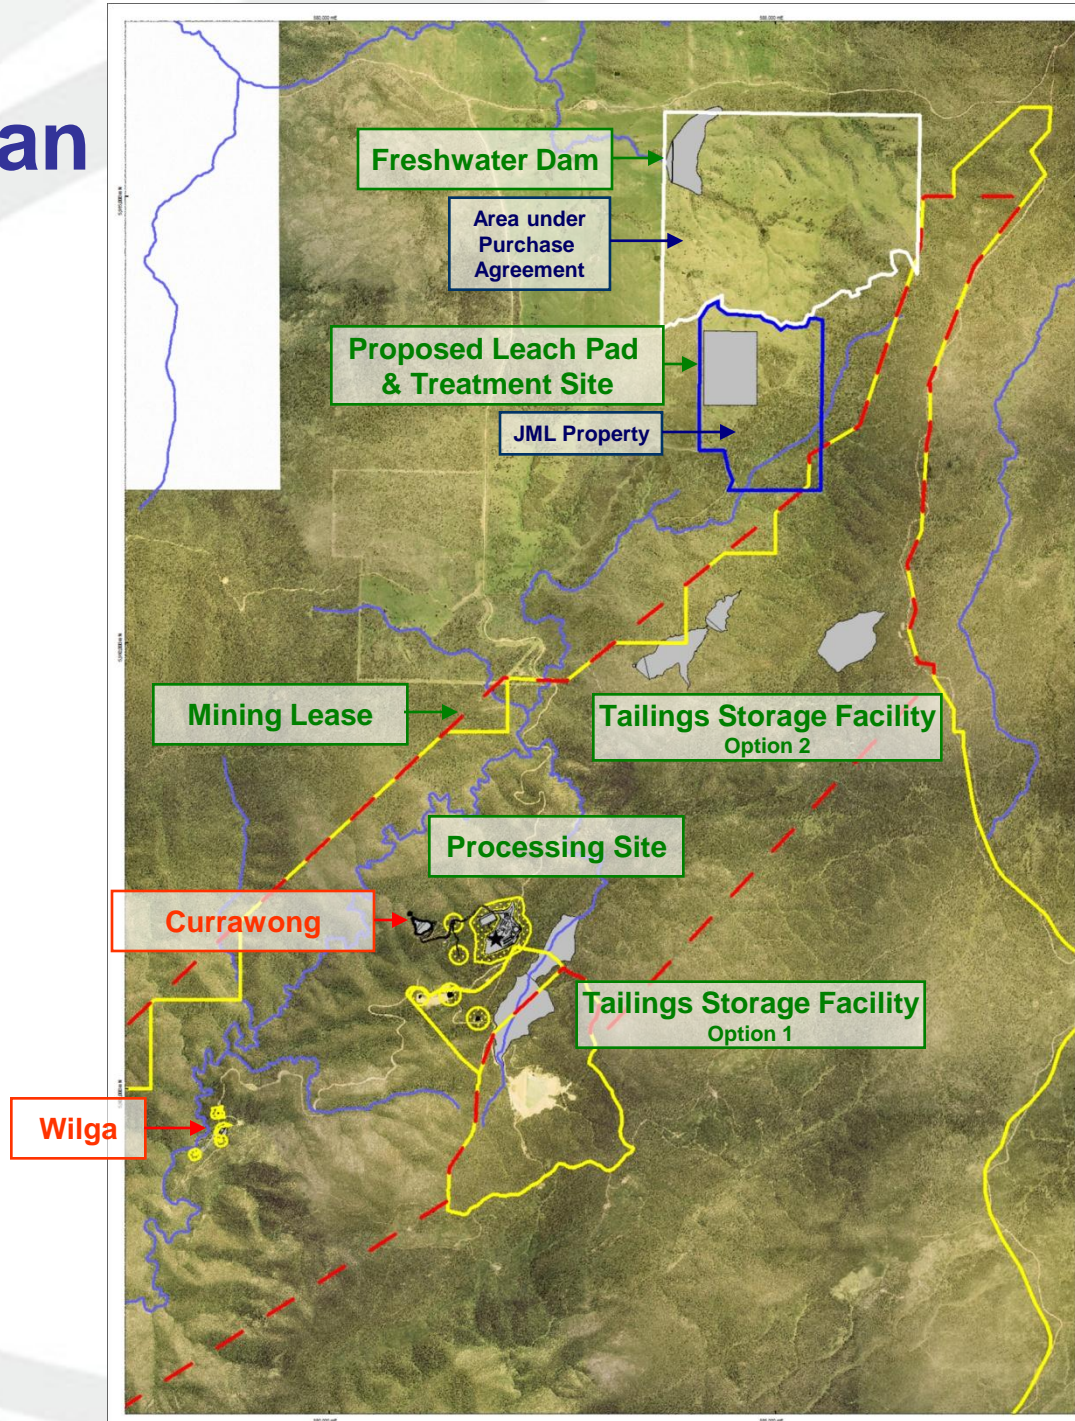 an
Freshwater Dam
Area under
Purchase
Agreement
Proposed Leach Pad
& Treatment Site
JML Property
Mining Lease
Tailings Storage Facility
Option 2
Processing Site
Currawong
Tailings Storage Facility
Option 1
Wilga